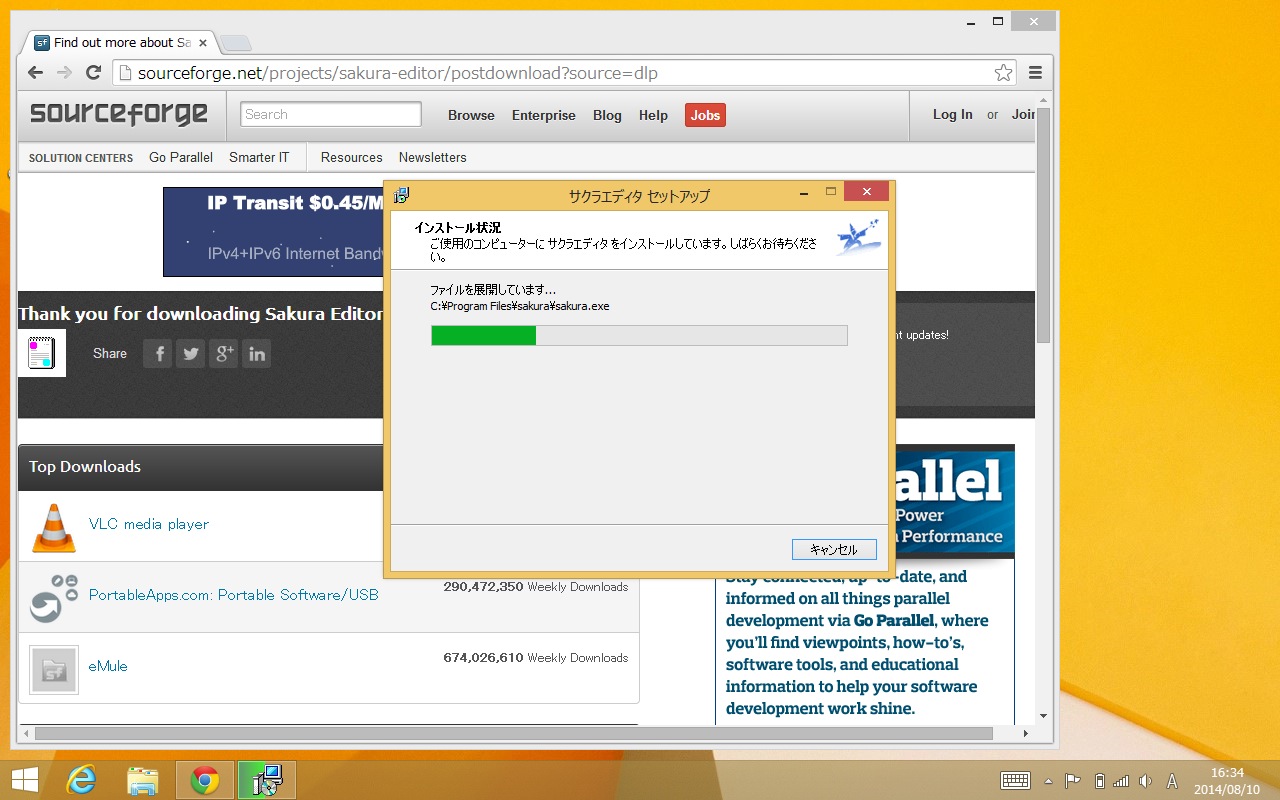 Find out more about Sa
sourceforge.net/projects/sakura-editor/postdownload?source=dlp
sourceforge
Search
Browse
Enterprise
Blog
Help
Jobs
Log In or Join
SOLUTION CENTERS
Go Parallel
Smarter IT
Resources
Newsletters
IP Transit $0.45/M
IPv4+IPv6 Internet Bandw
Thank you for downloading Sakura Editor
Share
nt updates!
サクラエディタ セットアップ
インストール状況
ご使用のコンピューターに サクラエディタ をインストールしています。しばらくお待ちくださ
い。
ファイルを展開しています...
C:¥Program Files¥sakura¥sakura.exe
キャンセル
Top Downloads
VLC media player
PortableApps.com: Portable Software/USB
290,472,350 Weekly Downloads
eMule
674,026,610 Weekly Downloads
allel
Power
Performance
Stay connected, up-to-date, and
informed on all things parallel
development via Go Parallel, where
you'll find viewpoints, how-to's,
software tools, and educational
information to help your software
development work shine.
A
16:34
2014/08/10